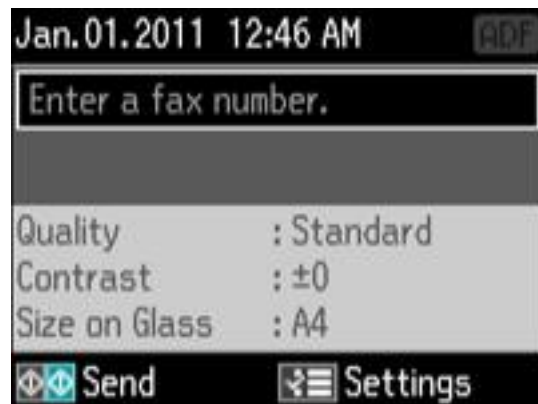 Jan.01.2011 12:46 AM ADF
Enter a fax number.
Quality : Standard
Contrast : ±0
Size on Glass : A4
Send Settings